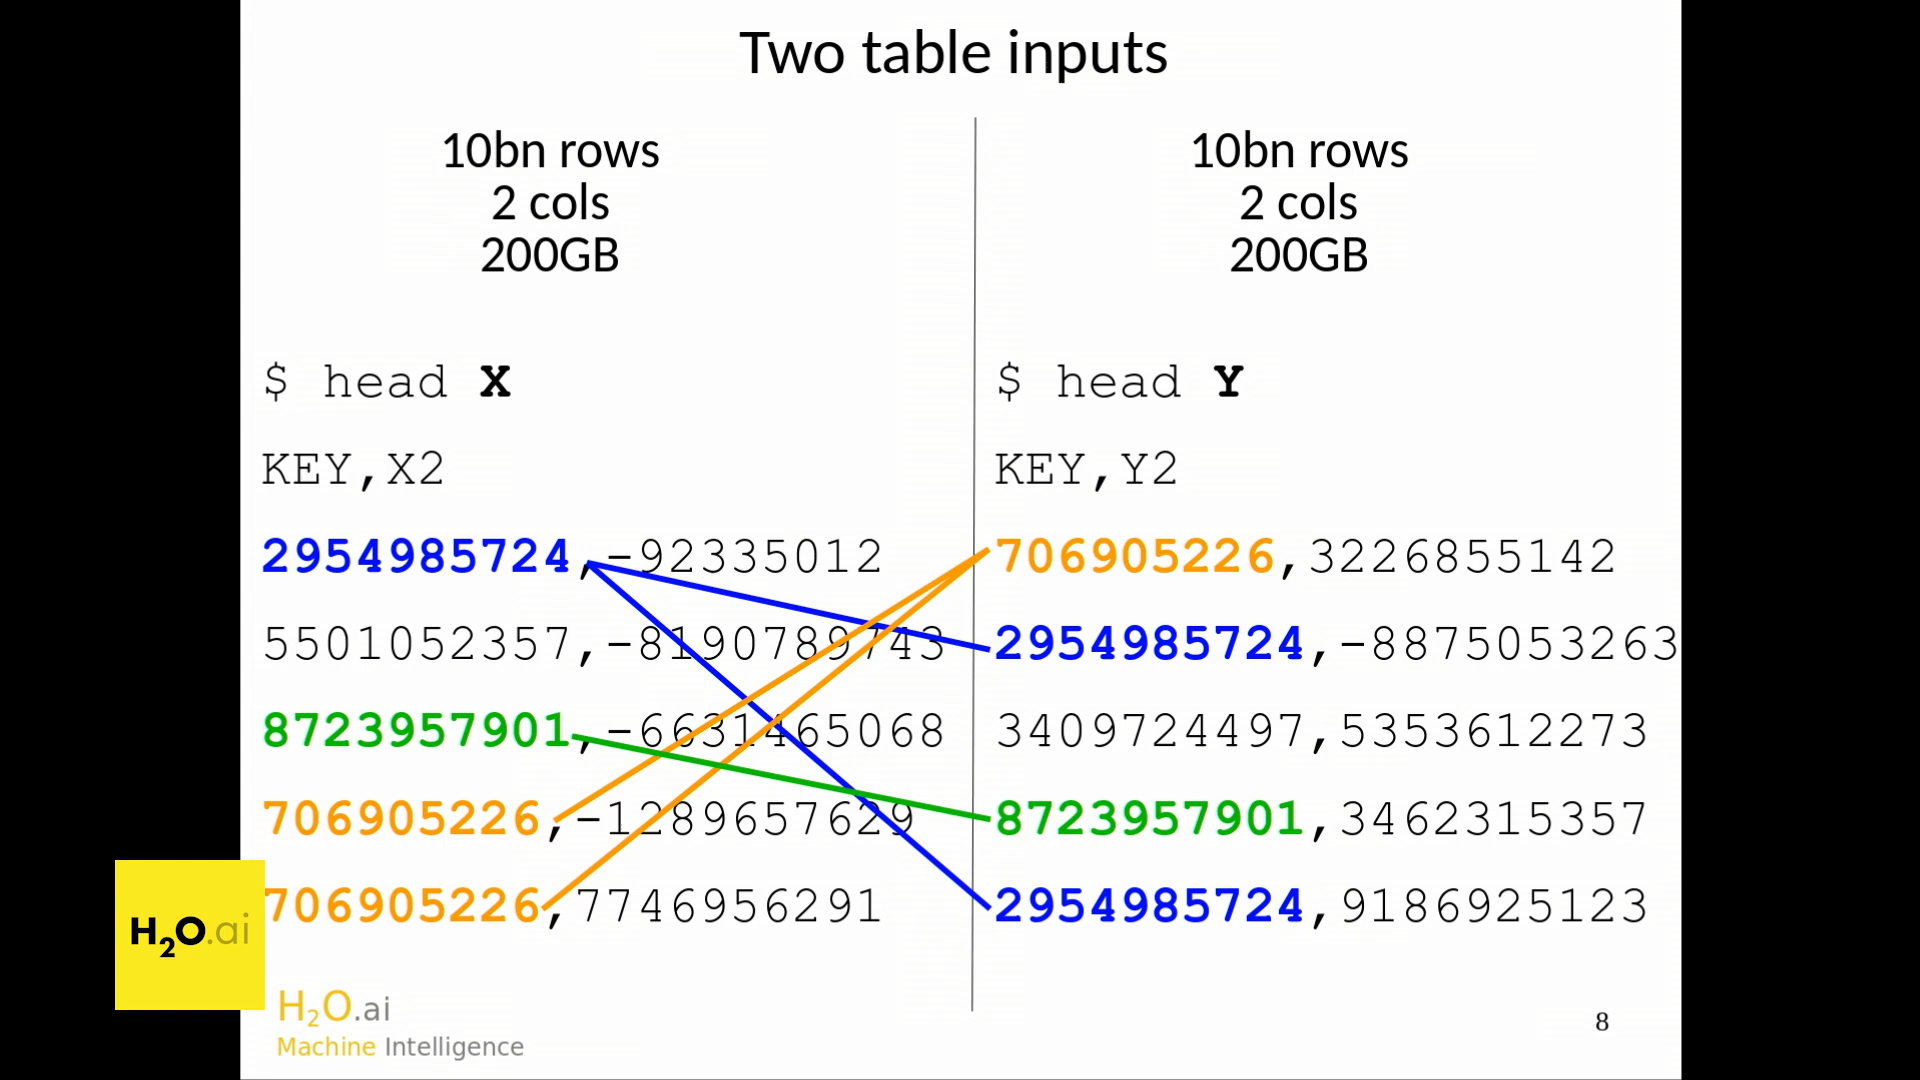 Two table inputs
10bn rows
2 cols
200GB
$ head X
KEY,X2
2954985724,-92335012
5501052357,-8190789743
8723957901,-6631465068
706905226,-1289657629
706905226,7746956291
10bn rows
2 cols
200GB
$ head Y
KEY,Y2
706905226,3226855142
2954985724,-8875053263
3409724497,5353612273
8723957901,3462315357
2954985724,9186925123
H2O.ai
H2O.ai
Machine Intelligence
8